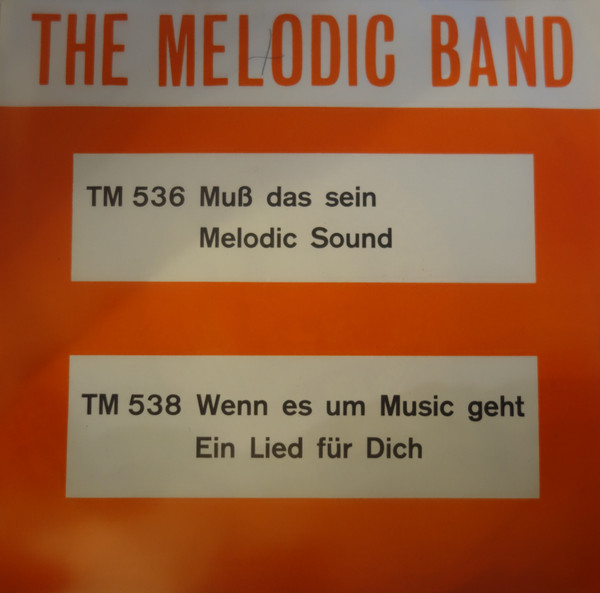 THE MELODIC BAND
TM 536 Muß das sein
Melodic Sound
TM 538 Wenn es um Music geht
Ein Lied für Dich